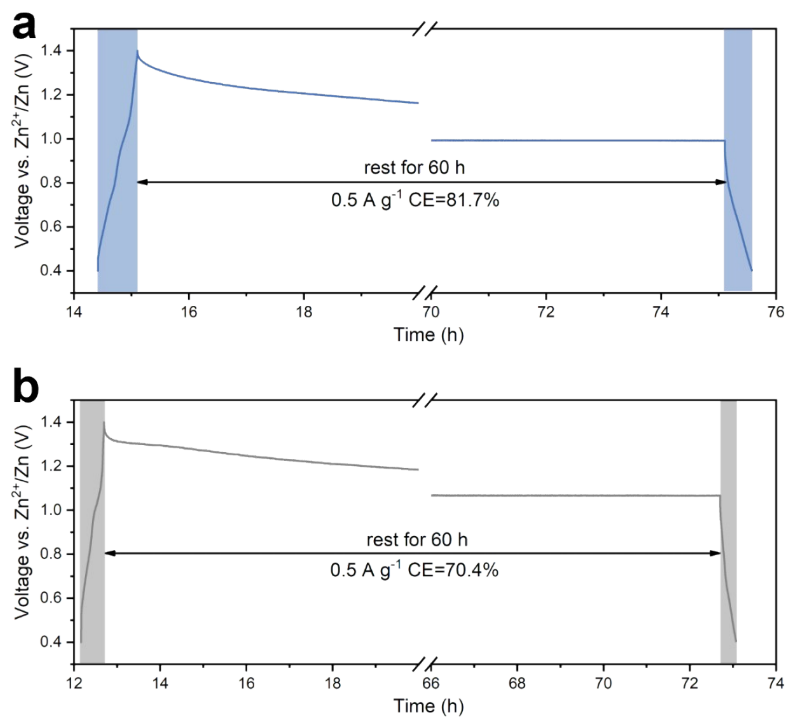 a
Voltage vs. Zn²⁺/Zn (V)
1.4
1.2
1.0
0.8
0.6
0.4
rest for 60 h
0.5 A g⁻¹ CE=81.7%
14 16 18 70 72 74 76
Time (h)
b
Voltage vs. Zn²⁺/Zn (V)
1.4
1.2
1.0
0.8
0.6
0.4
rest for 60 h
0.5 A g⁻¹ CE=70.4%
12 14 16 18 66 68 70 72 74
Time (h)